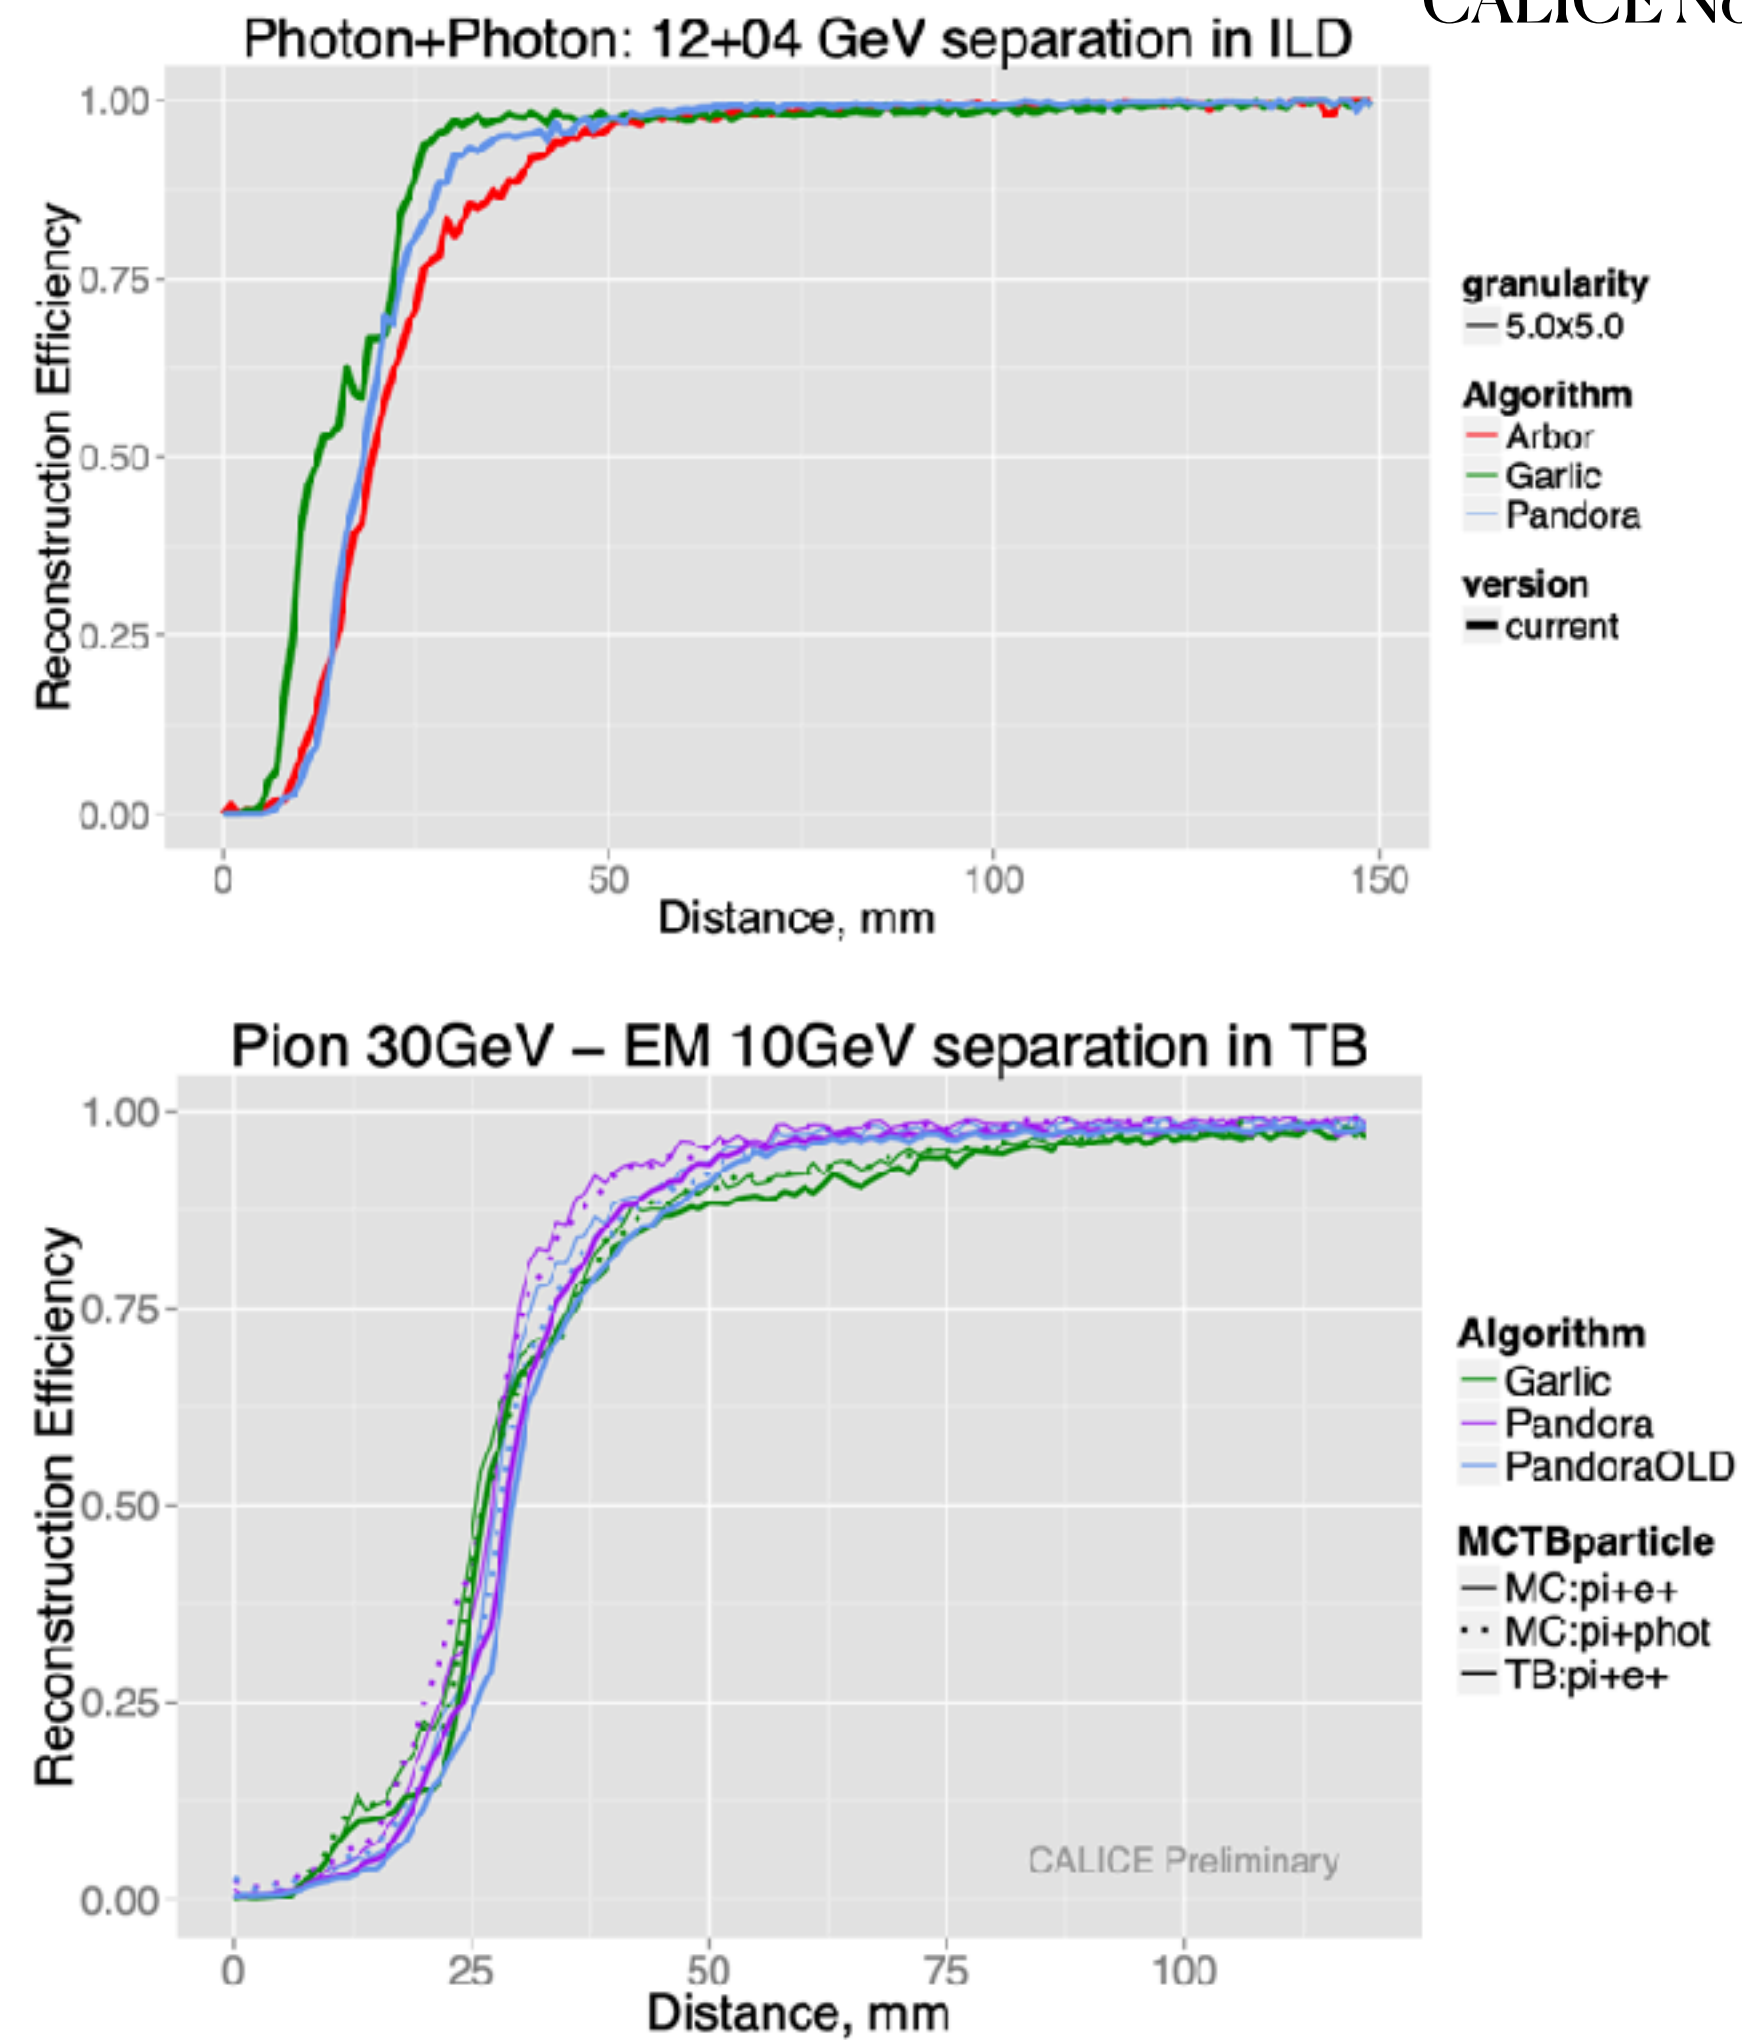 CALICE No
Photon+Photon: 12+04 GeV separation in ILD
Reconstruction Efficiency
1.00
0.75
0.50
0.25
0.00
0 50 100 150
Distance, mm
granularity
5.0x5.0
Algorithm
Arbor
Garlic
Pandora
version
current
Pion 30GeV – EM 10GeV separation in TB
Reconstruction Efficiency
1.00
0.75
0.50
0.25
0.00
CALICE Preliminary
0 25 50 75 100
Distance, mm
Algorithm
Garlic
Pandora
PandoraOLD
MCTBparticle
MC:pi+e+
MC:pi+phot
TB:pi+e+